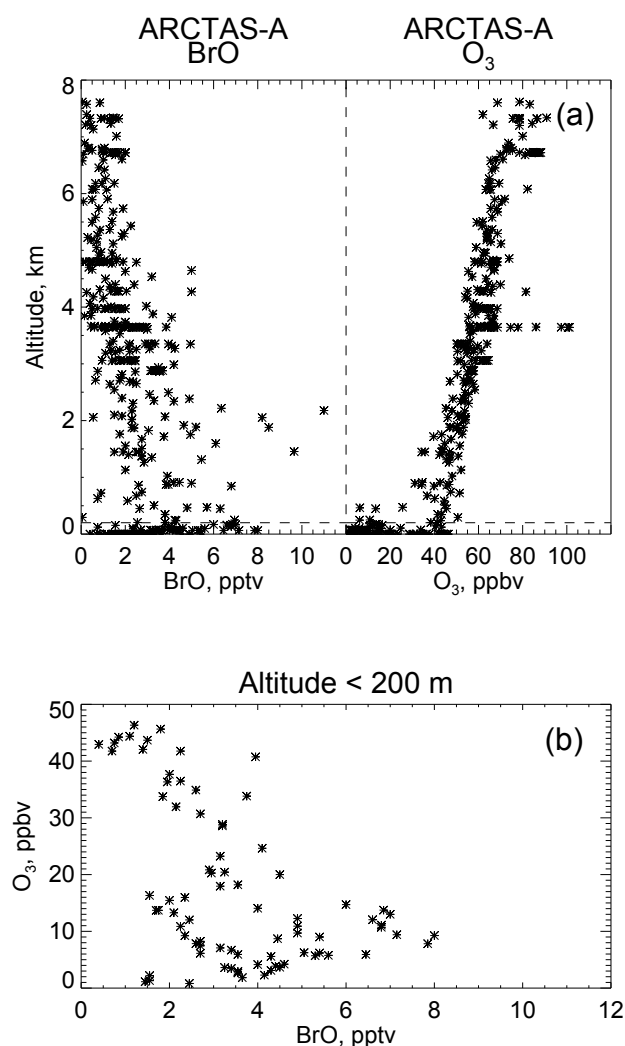 ARCTAS-A ARCTAS-A
BrO O₃
8
6
4
2
0
Altitude, km
(a)
0 2 4 6 8 10 0 20 40 60 80 100
BrO, pptv O₃, ppbv
Altitude < 200 m
50
40
30
20
10
0
O₃, ppbv
(b)
0 2 4 6 8 10 12
BrO, pptv